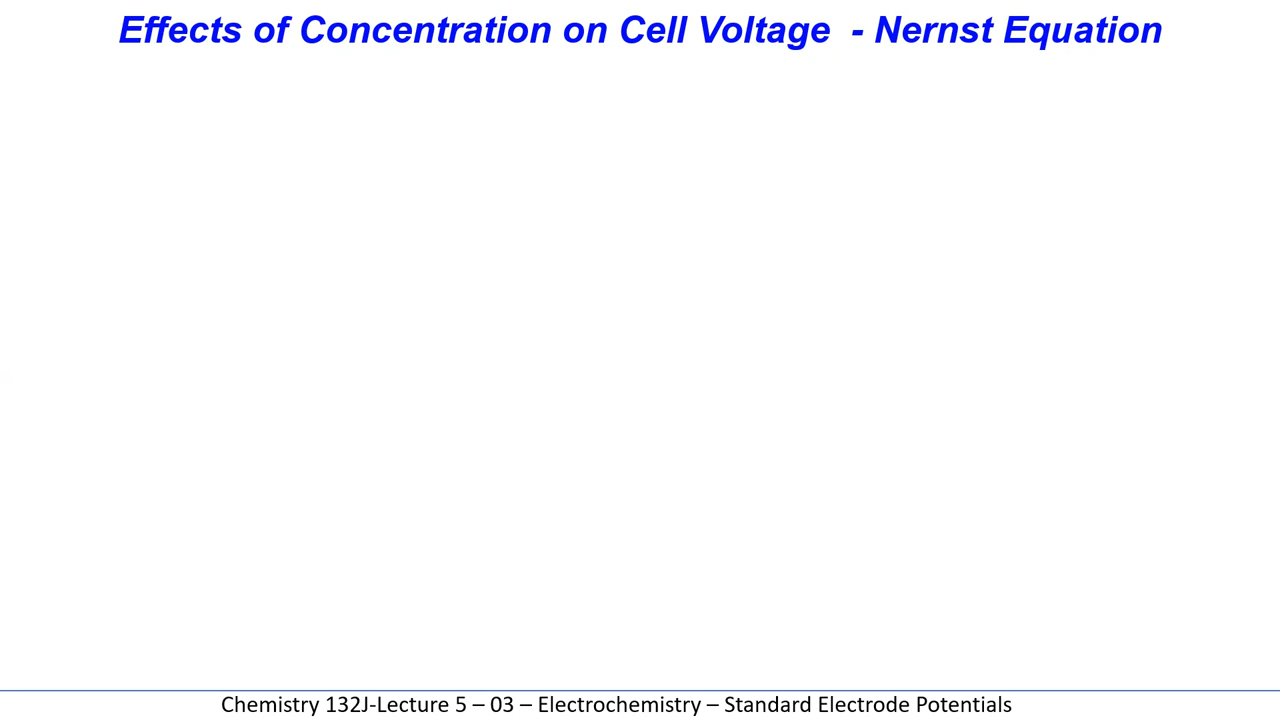 Effects of Concentration on Cell Voltage - Nernst Equation
Chemistry 132J-Lecture 5 – 03 – Electrochemistry – Standard Electrode Potentials